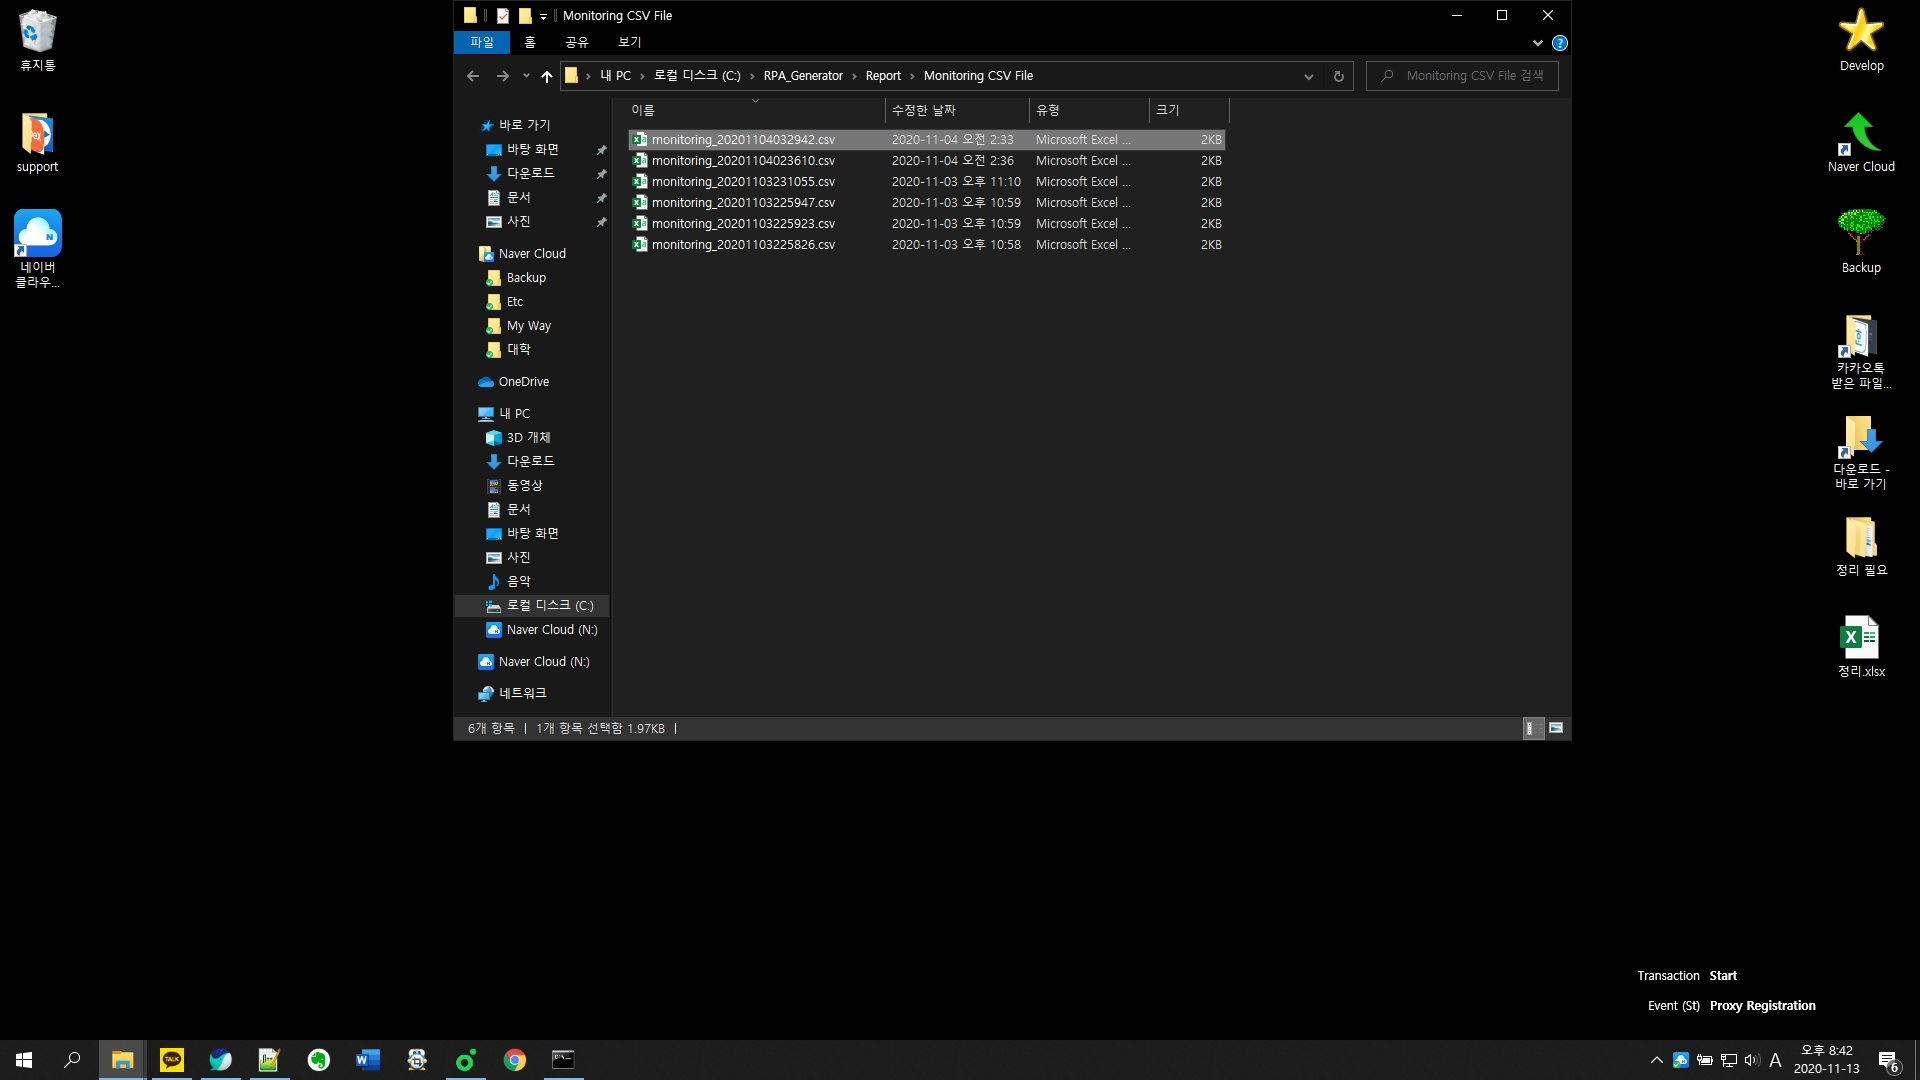 Monitoring CSV File
파일 홈 공유 보기
내 PC 로컬 디스크 (C:) RPA_Generator Report Monitoring CSV File
Monitoring CSV File 검색
이름 수정한 날짜 유형 크기
monitoring_20201104032942.csv 2020-11-04 오전 2:33 Microsoft Excel ... 2KB
monitoring_20201104023610.csv 2020-11-04 오전 2:36 Microsoft Excel ... 2KB
monitoring_20201103231055.csv 2020-11-03 오후 11:10 Microsoft Excel ... 2KB
monitoring_20201103225947.csv 2020-11-03 오후 10:59 Microsoft Excel ... 2KB
monitoring_20201103225923.csv 2020-11-03 오후 10:59 Microsoft Excel ... 2KB
monitoring_20201103225826.csv 2020-11-03 오후 10:58 Microsoft Excel ... 2KB
바로 가기
바탕 화면
다운로드
문서
사진
Naver Cloud
Backup
Etc
My Way
대학
OneDrive
내 PC
3D 개체
다운로드
동영상
문서
바탕 화면
사진
음악
로컬 디스크 (C:)
Naver Cloud (N:)
Naver Cloud (N:)
네트워크
6개 항목 1개 항목 선택함 1.97KB
휴지통
support
네이버
클라우...
Develop
Naver Cloud
Backup
카카오톡
받은 파일...
다운로드 -
바로 가기
정리 필요
정리.xlsx
Transaction Start
Event (St) Proxy Registration
TALK
A
오후 8:42
2020-11-13
6